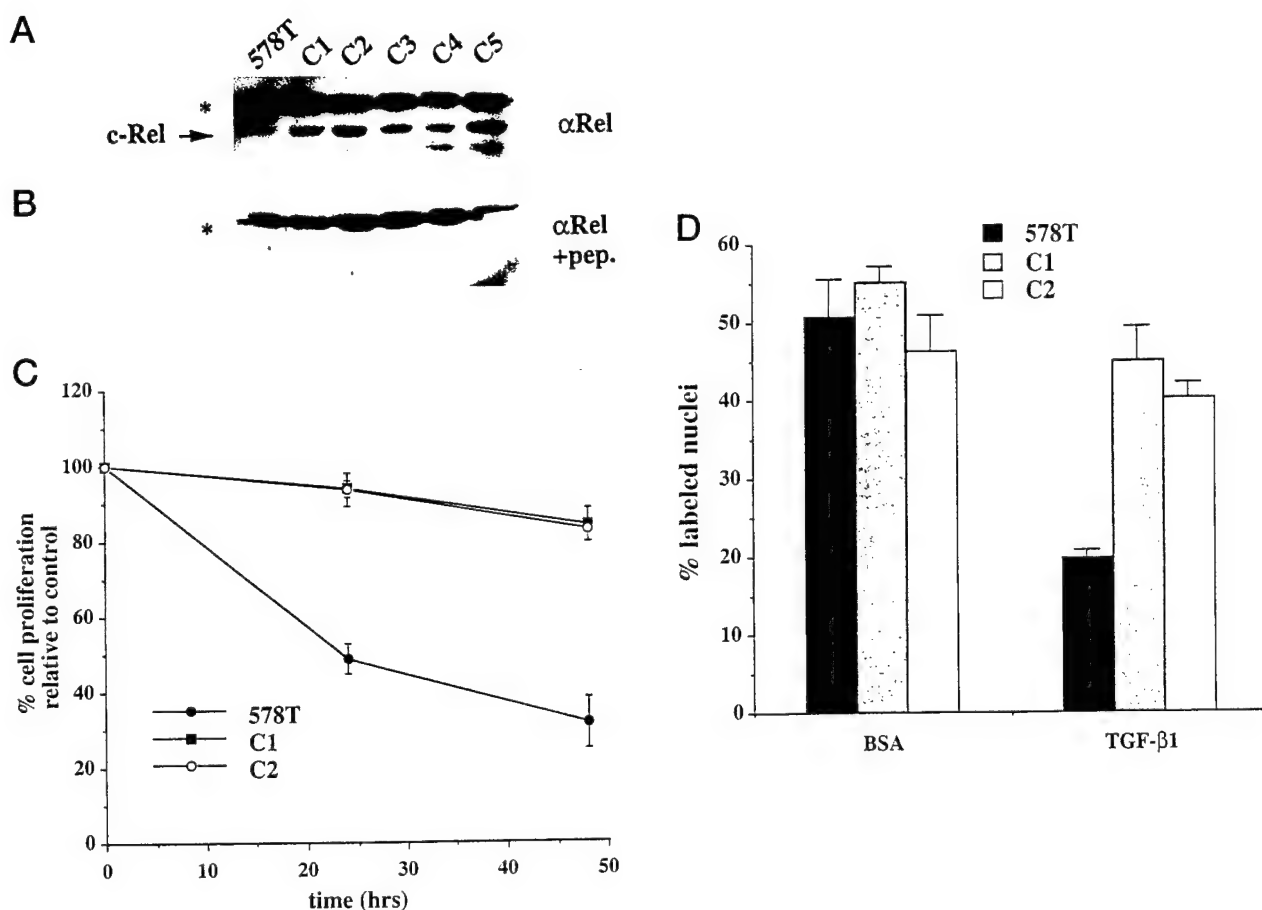 A
578T C1 C2 C3 C4 C5
*
c-Rel
αRel
B
*
αRel
+pep.
C
120
100
80
60
40
20
0
% cell proliferation
relative to control
578T
C1
C2
0 10 20 30 40 50
time (hrs)
D
578T
C1
C2
60
50
40
30
20
10
0
% labeled nuclei
BSA TGF-β1